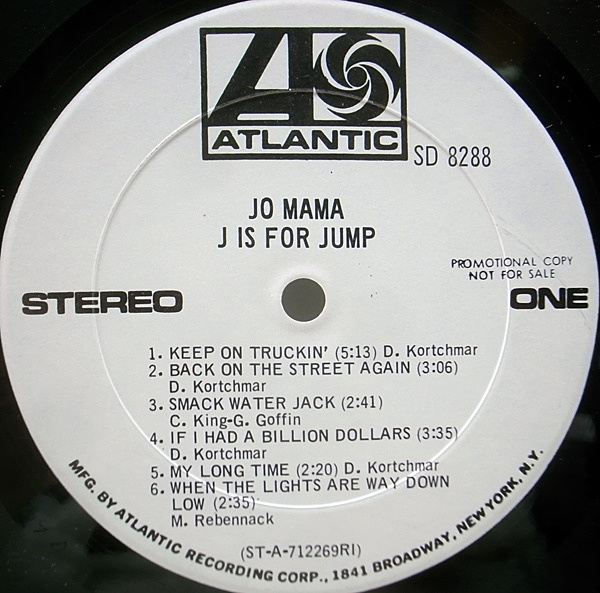 ATLANTIC
SD 8288
JO MAMA
J IS FOR JUMP
PROMOTIONAL COPY
NOT FOR SALE
STEREO
ONE
1. KEEP ON TRUCKIN' (5:13) D. Kortchmar
2. BACK ON THE STREET AGAIN (3:06)
D. Kortchmar
3. SMACK WATER JACK (2:41)
C. King-G. Goffin
4. IF I HAD A BILLION DOLLARS (3:35)
D. Kortchmar
5. MY LONG TIME (2:20) D. Kortchmar
6. WHEN THE LIGHTS ARE WAY DOWN
LOW (2:35)
M. Rebennack
(ST-A-712269RI)
MFG. BY ATLANTIC RECORDING CORP., 1841 BROADWAY, NEW YORK, N.Y.